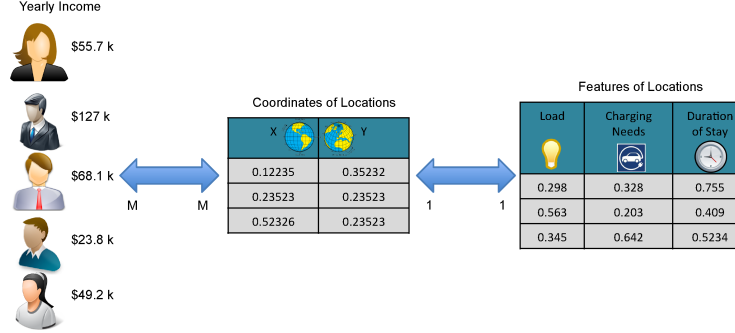 Yearly Income
$55.7 k
$127 k
$68.1 k
$23.8 k
$49.2 k
M M
Coordinates of Locations
X Y
0.12235 0.35232
0.23523 0.23523
0.52326 0.23523
1 1
Features of Locations
Load Charging Duration
Needs of Stay
0.298 0.328 0.755
0.563 0.203 0.409
0.345 0.642 0.5234